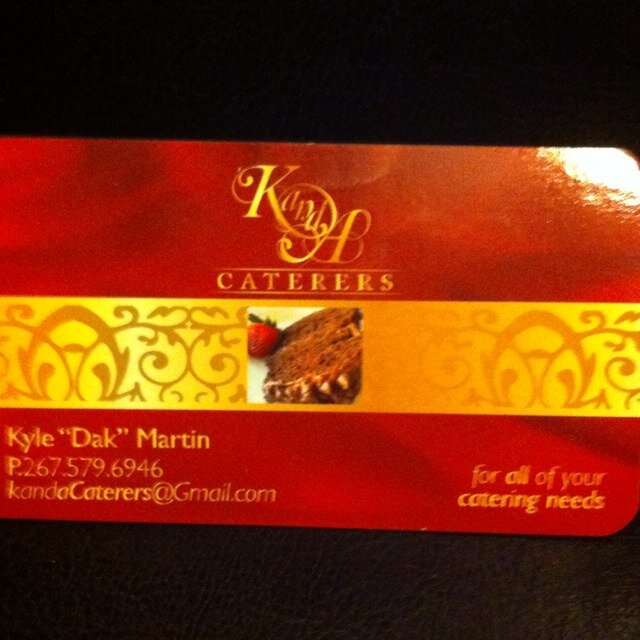 KandA
CATERERS
Kyle "Dak" Martin
P.267.579.6946
kandaCaterers@Gmail.com
for all of your
catering needs